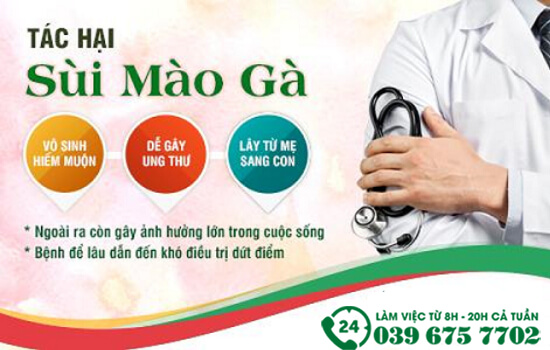 TÁC HẠI
Sùi Mào Gà
VÔ SINH
HIẾM MUỘN
DỄ GÂY
UNG THƯ
LÂY TỪ MẸ
SANG CON
* Ngoài ra còn gây ảnh hưởng lớn trong cuộc sống
* Bệnh để lâu dẫn đến khó điều trị dứt điểm
24
LÀM VIỆC TỪ 8H - 20H CẢ TUẦN
039 675 7702